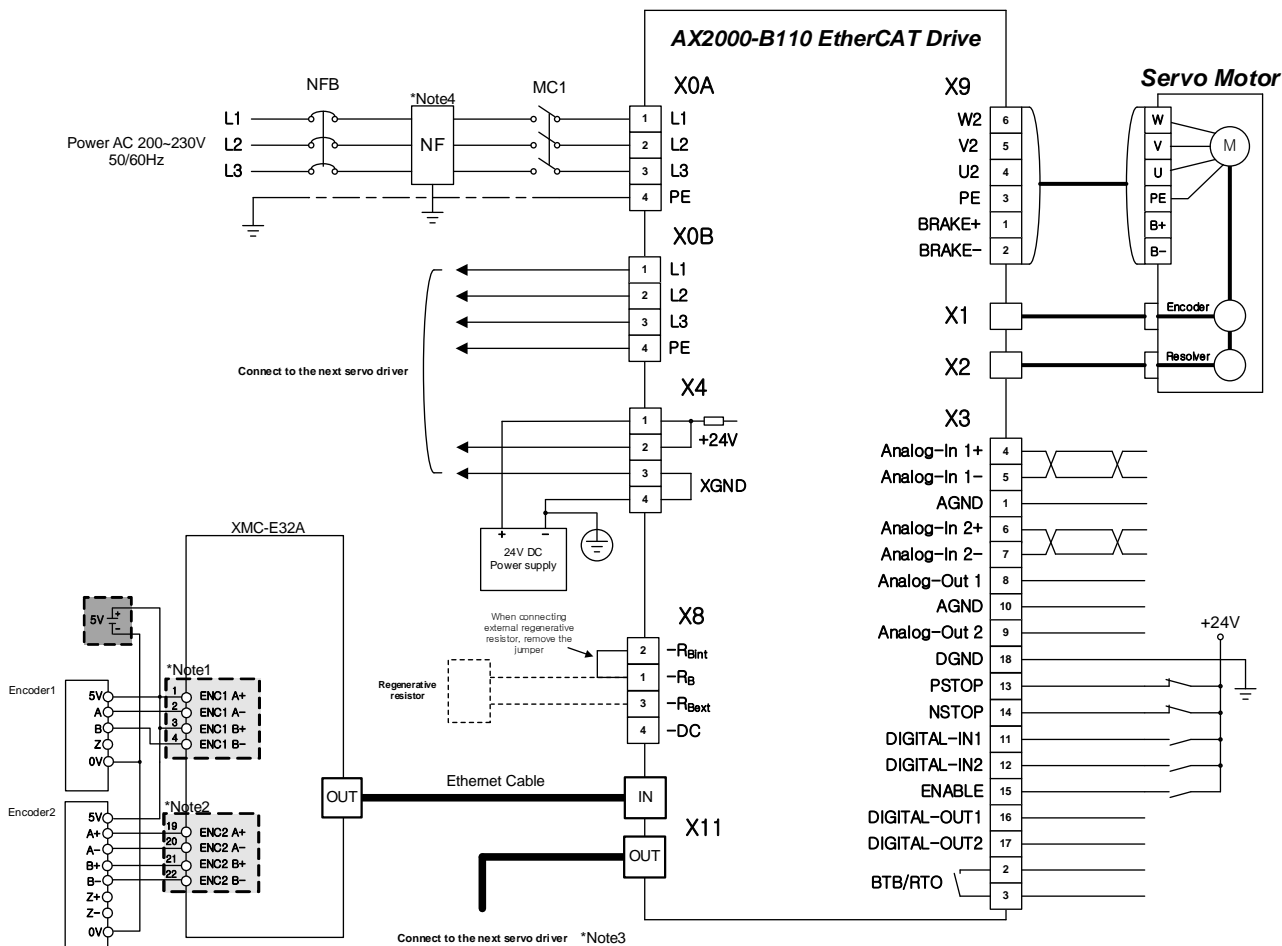 AX2000-B110 EtherCAT Drive
Servo Motor
NFB
*Note4
MC1
X0A
L1
L2
L3
Power AC 200~230V
50/60Hz
NF
1 L1
2 L2
3 L3
4 PE
X0B
1 L1
2 L2
3 L3
4 PE
Connect to the next servo driver
X4
1
2
+24V
3
XGND
4
+ -
24V DC
Power supply
X8
When connecting
external regenerative
resistor, remove the
jumper
2 -RBint
1 -RB
3 -RBext
4 -DC
Regenerative
resistor
XMC-E32A
5V + -
*Note1
Encoder1
5V
A
B
Z
0V
1 ENC1 A+
2 ENC1 A-
3 ENC1 B+
4 ENC1 B-
*Note2
Encoder2
5V
A+
A-
B+
B-
Z+
Z-
0V
19 ENC2 A+
20 ENC2 A-
21 ENC2 B+
22 ENC2 B-
OUT
Ethernet Cable
IN
X11
OUT
Connect to the next servo driver *Note3
X9
W2 6
V2 5
U2 4
PE 3
BRAKE+ 1
BRAKE- 2
W
V
U
PE
B+
B-
M
X1
Encoder
X2
Resolver
X3
Analog-In 1+ 4
Analog-In 1- 5
AGND 1
Analog-In 2+ 6
Analog-In 2- 7
Analog-Out 1 8
AGND 10
Analog-Out 2 9
DGND 18
PSTOP 13
NSTOP 14
DIGITAL-IN1 11
DIGITAL-IN2 12
ENABLE 15
DIGITAL-OUT1 16
DIGITAL-OUT2 17
BTB/RTO
2
3
+24V